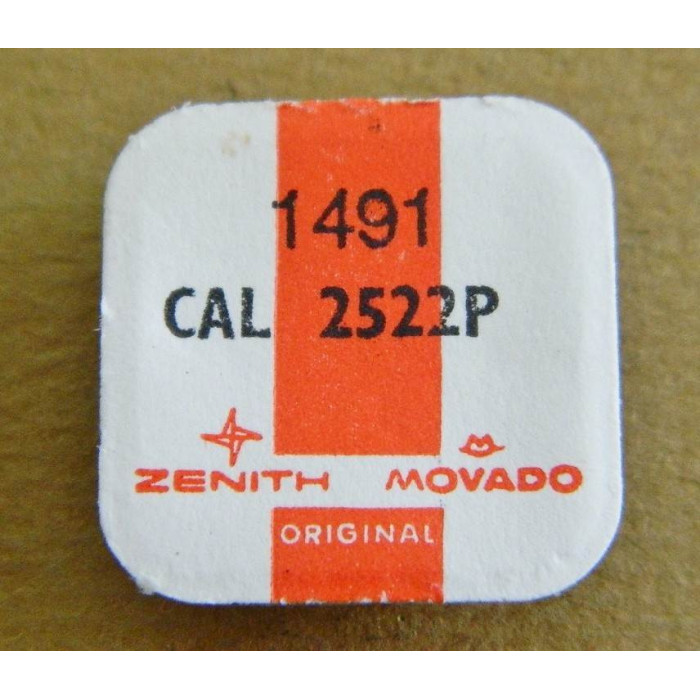 1491
CAL 2522P
ZENITH MOVADO
ORIGINAL